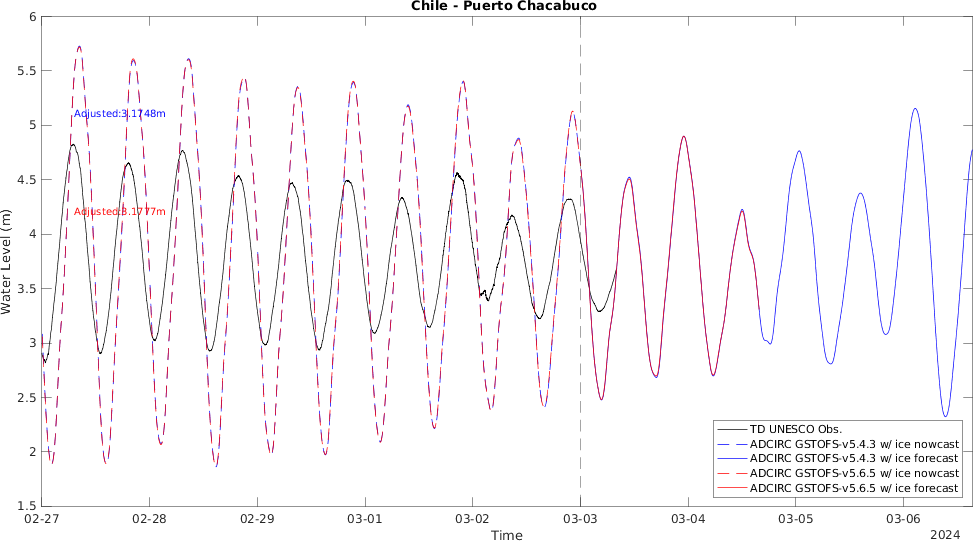 Chile - Puerto Chacabuco
6
5.5
5
4.5
4
3.5
3
2.5
2
1.5
Water Level (m)
Adjusted:3.1748m
Adjusted:3.1777m
TD UNESCO Obs.
ADCIRC GSTOFS-v5.4.3 w/ ice nowcast
ADCIRC GSTOFS-v5.4.3 w/ ice forecast
ADCIRC GSTOFS-v5.6.5 w/ ice nowcast
ADCIRC GSTOFS-v5.6.5 w/ ice forecast
02-27 02-28 02-29 03-01 03-02 03-03 03-04 03-05 03-06
Time
2024